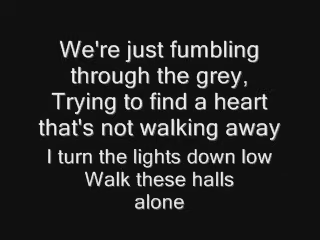 We're just fumbling
through the grey,
Trying to find a heart
that's not walking away
I turn the lights down low
Walk these halls
alone